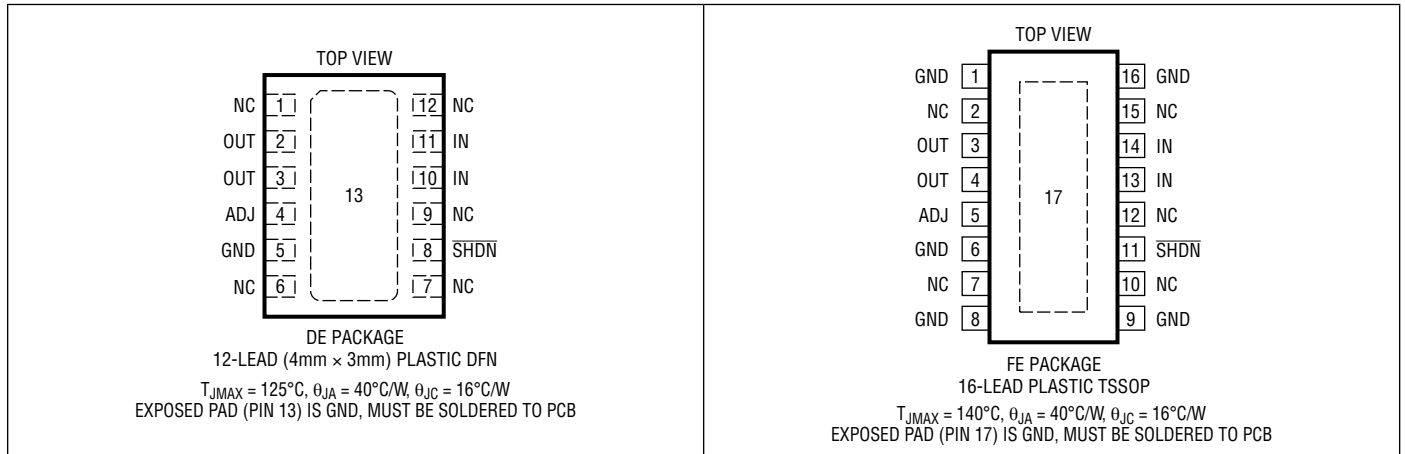 TOP VIEW
NC 1 12 NC
OUT 2 11 IN
OUT 3 10 IN
13
ADJ 4 9 NC
GND 5 8 SHDN
NC 6 7 NC
DE PACKAGE
12-LEAD (4mm × 3mm) PLASTIC DFN
TJMAX = 125°C, θJA = 40°C/W, θJC = 16°C/W
EXPOSED PAD (PIN 13) IS GND, MUST BE SOLDERED TO PCB
TOP VIEW
GND 1 16 GND
NC 2 15 NC
OUT 3 14 IN
OUT 4 13 IN
17
ADJ 5 12 NC
GND 6 11 SHDN
NC 7 10 NC
GND 8 9 GND
FE PACKAGE
16-LEAD PLASTIC TSSOP
TJMAX = 140°C, θJA = 40°C/W, θJC = 16°C/W
EXPOSED PAD (PIN 17) IS GND, MUST BE SOLDERED TO PCB